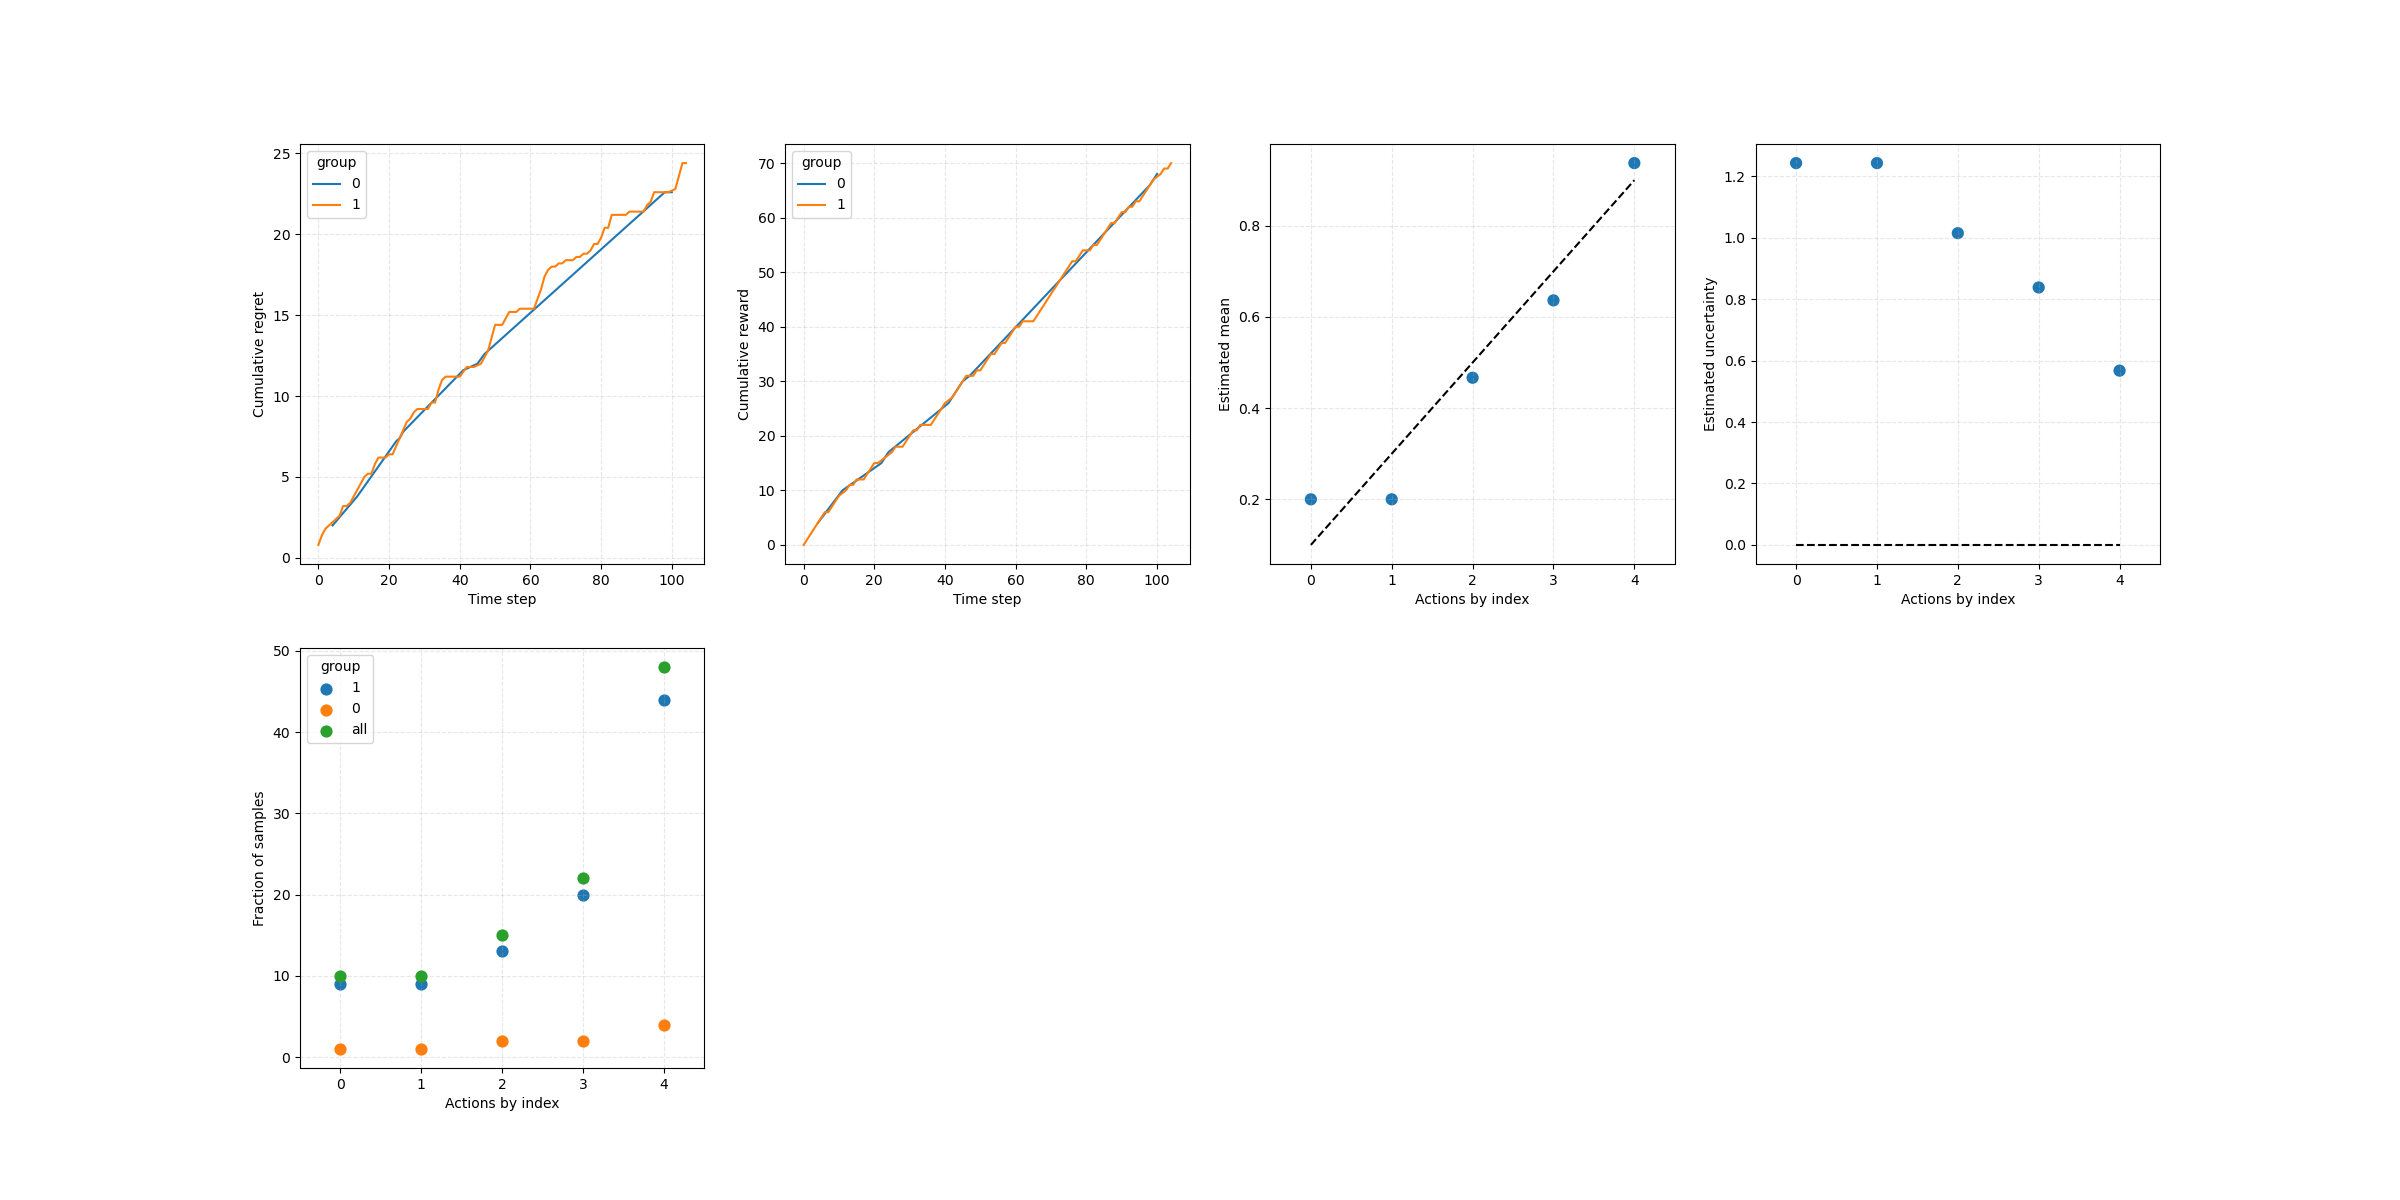 Cumulative regret
25
20
15
10
5
0
group
0
1
0 20 40 60 80 100
Time step
Cumulative reward
70
60
50
40
30
20
10
0
group
0
1
0 20 40 60 80 100
Time step
Estimated mean
0.8
0.6
0.4
0.2
0 1 2 3 4
Actions by index
Estimated uncertainty
1.2
1.0
0.8
0.6
0.4
0.2
0.0
0 1 2 3 4
Actions by index
Fraction of samples
50
40
30
20
10
0
group
1
0
all
0 1 2 3 4
Actions by index